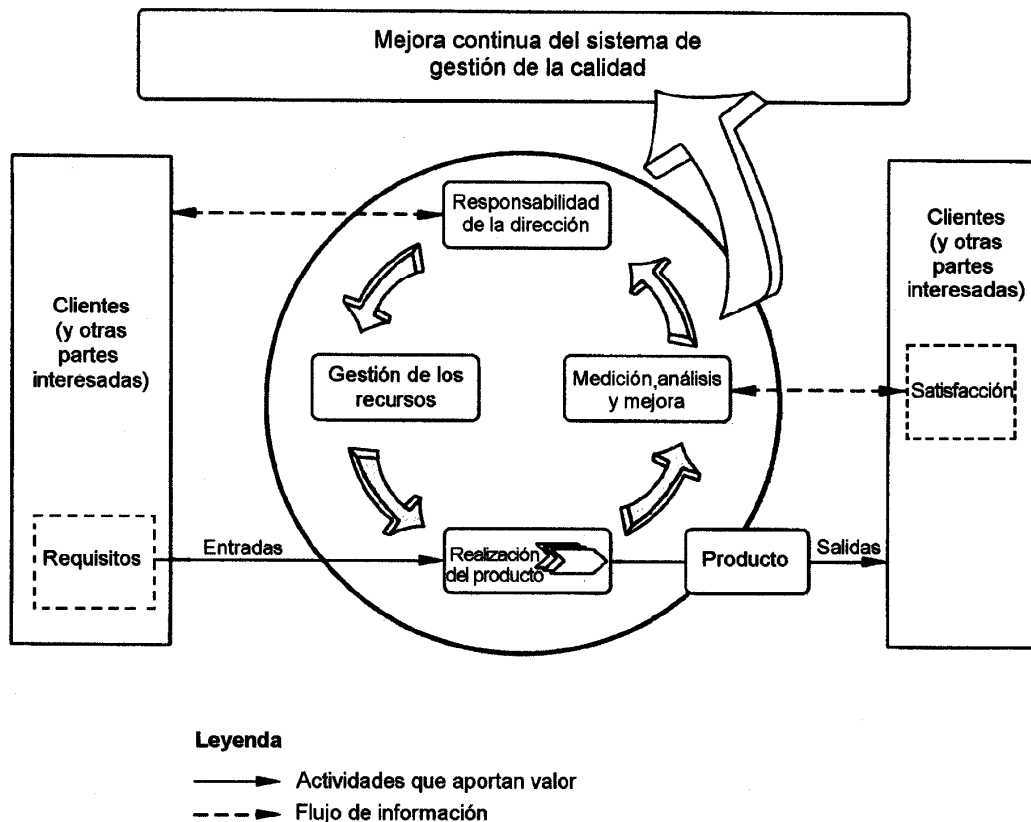 Mejora continua del sistema de
gestión de la calidad
Responsabilidad
de la dirección
Clientes
(y otras
partes
interesadas)
Clientes
(y otras
partes
interesadas)
Gestión de los
recursos
Medición,análisis
y mejora
Satisfacción
Requisitos
Entradas
Realización
del producto
Producto
Salidas
Leyenda
Actividades que aportan valor
Flujo de información